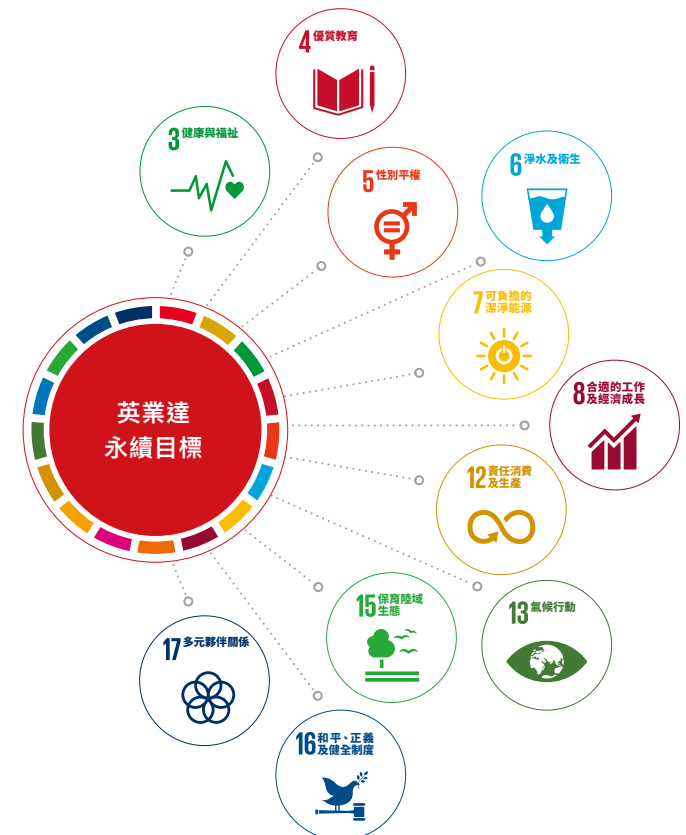 4 優質教育
3 健康與福祉
5 性別平權
6 淨水及衛生
7 可負擔的
潔淨能源
8 合適的工作
及經濟成長
英業達
永續目標
12 責任消費
及生產
15 保育陸域
生態
13 氣候行動
17 多元夥伴關係
16 和平、正義
及健全制度